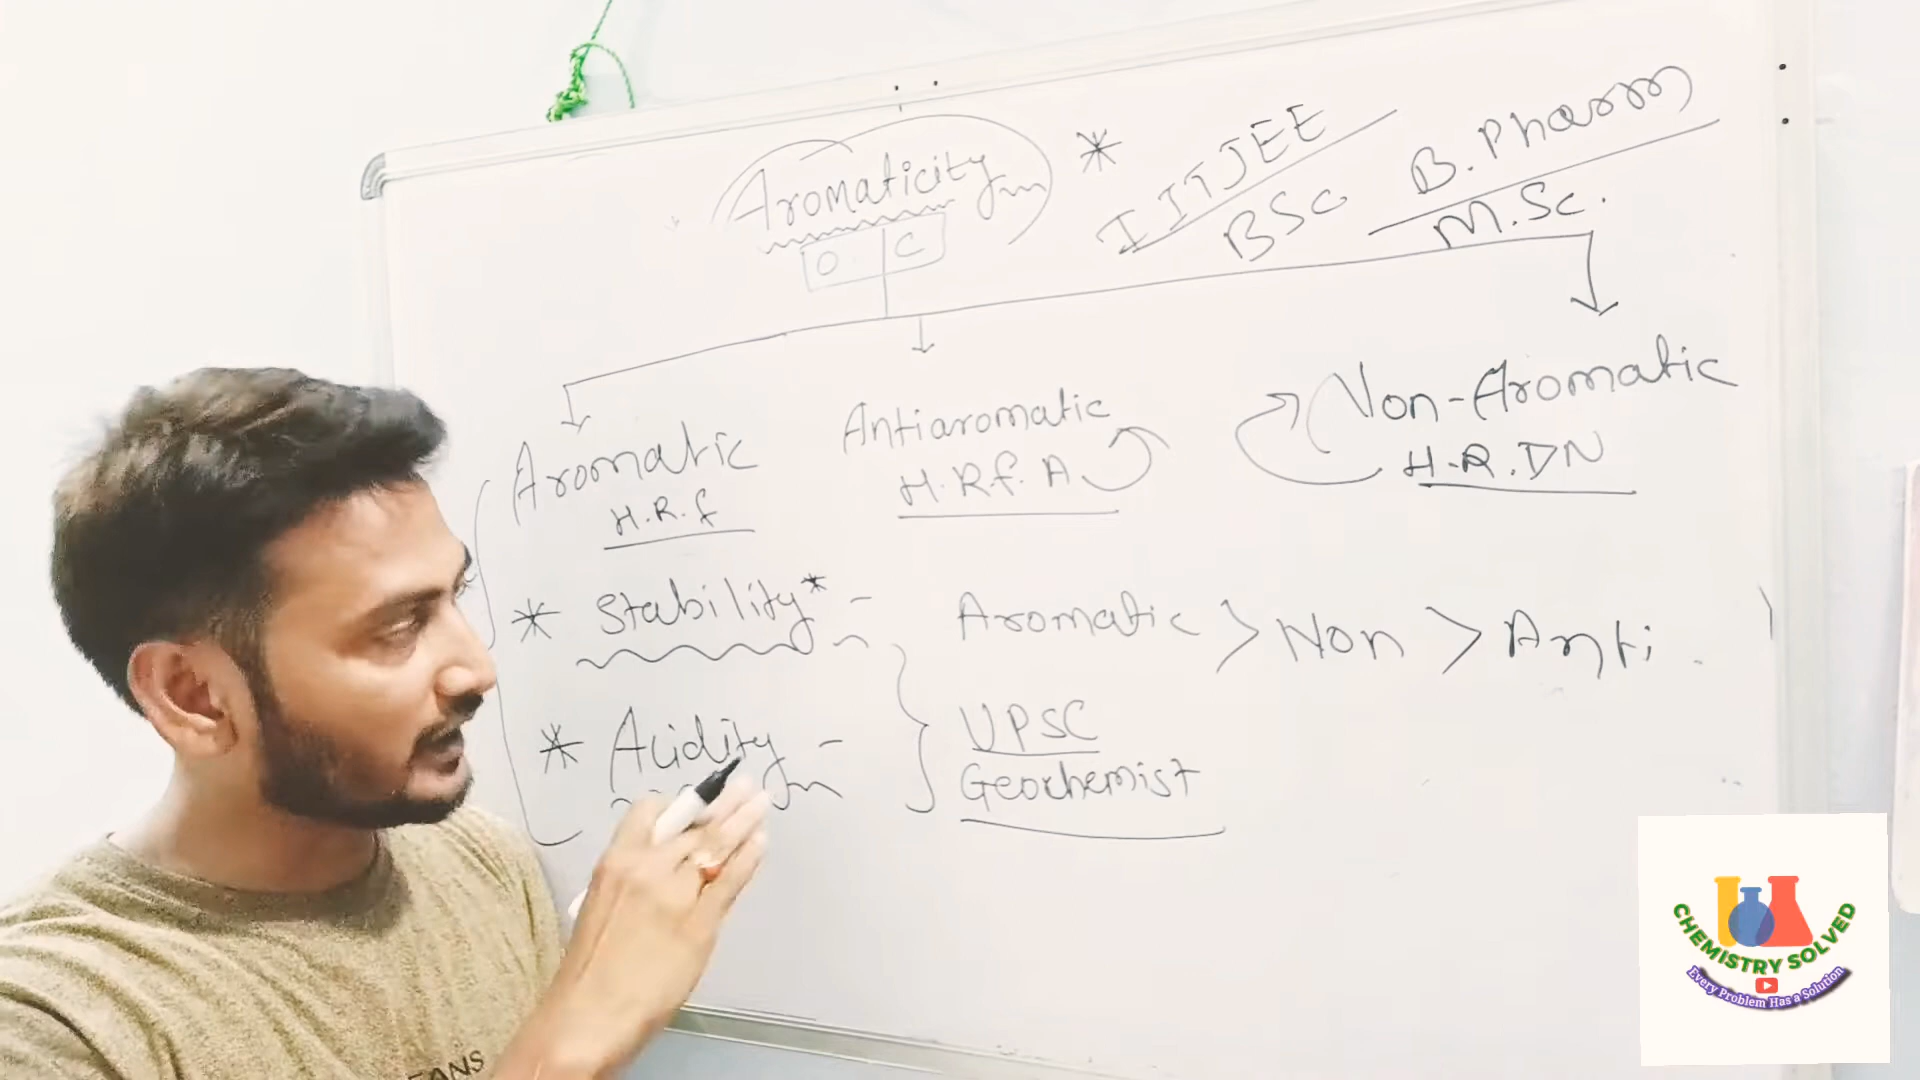 Aromaticity *
O C
IITJEE
BSc
B. Pharm
M.Sc.
Aromatic
H.R.f
Antiaromatic
H.R.f.A
Non-Aromatic
H.R.DN
* Stability* - Aromatic > Non > Anti
* Acidity -
UPSC
Geochemist
CHEMISTRY SOLVED
Every Problem Has a Solution
EANS